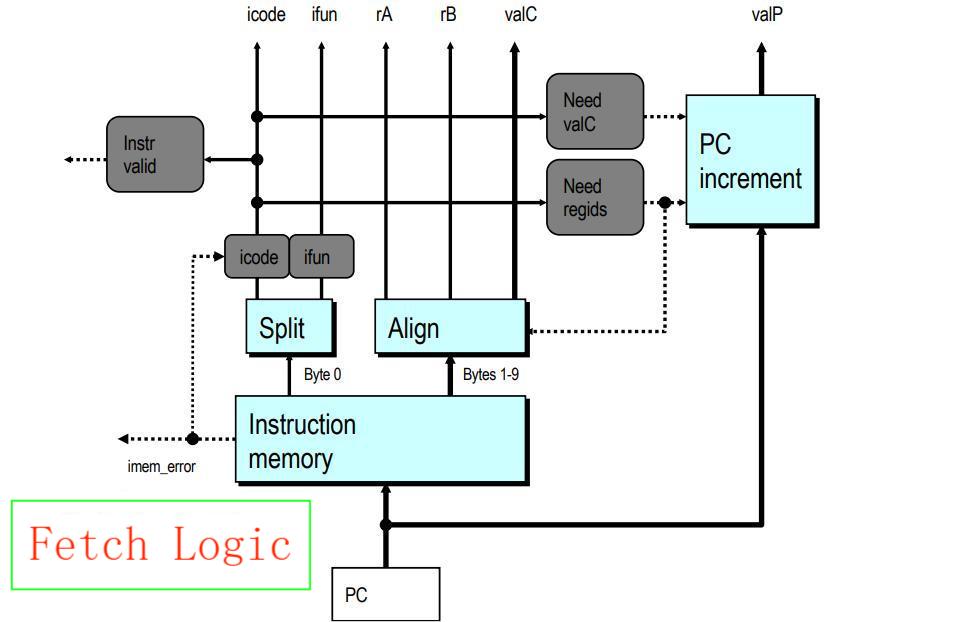 icode ifun rA rB valC valP
Need
valC
Instr
valid
PC
increment
Need
regids
icode ifun
Split
Align
Byte 0
Bytes 1-9
Instruction
memory
imem_error
Fetch Logic
PC